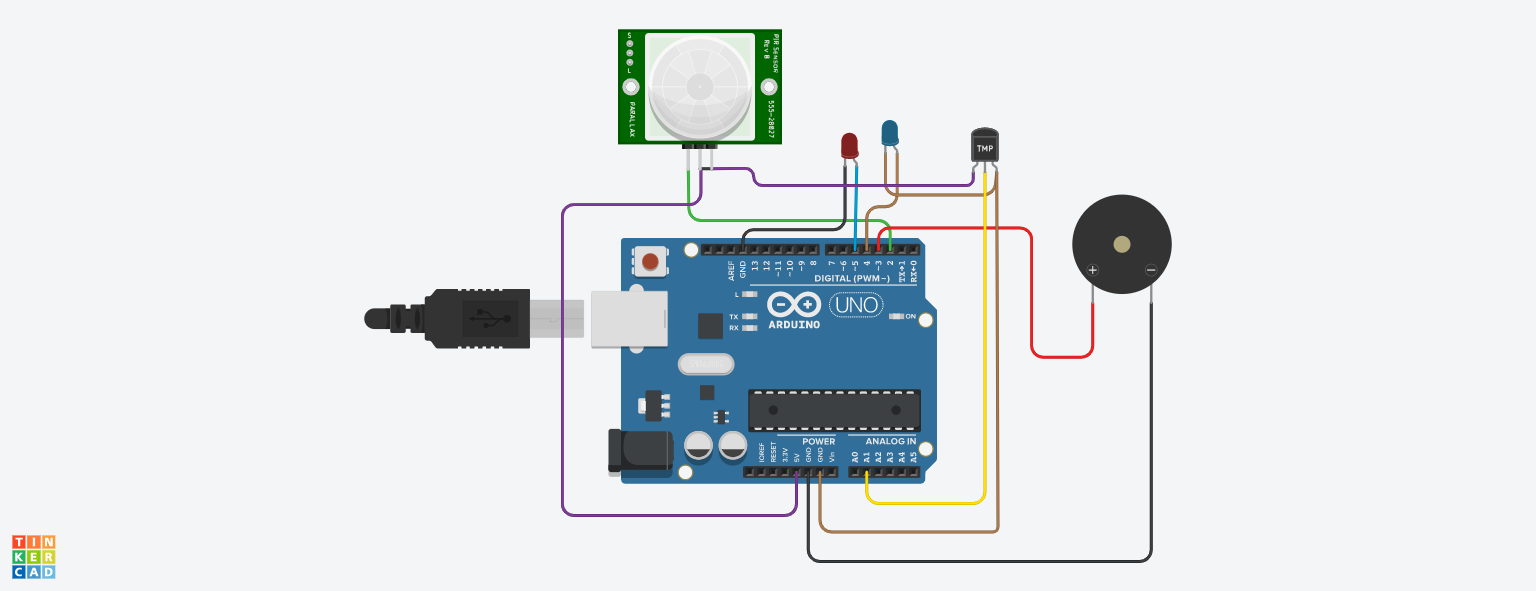 S
L
PIR SENSOR
Rev B
PARALLAX
555-28027
TMP
+
−
AREF
GND
13
12
~11
~10
~9
8
7
~6
~5
4
~3
2
TX→1
RX←0
DIGITAL (PWM~)
L
TX
RX
UNO
ARDUINO
ON
POWER
ANALOG IN
IOREF
RESET
3.3V
5V
GND
GND
Vin
A0
A1
A2
A3
A4
A5
TIN
KER
CAD